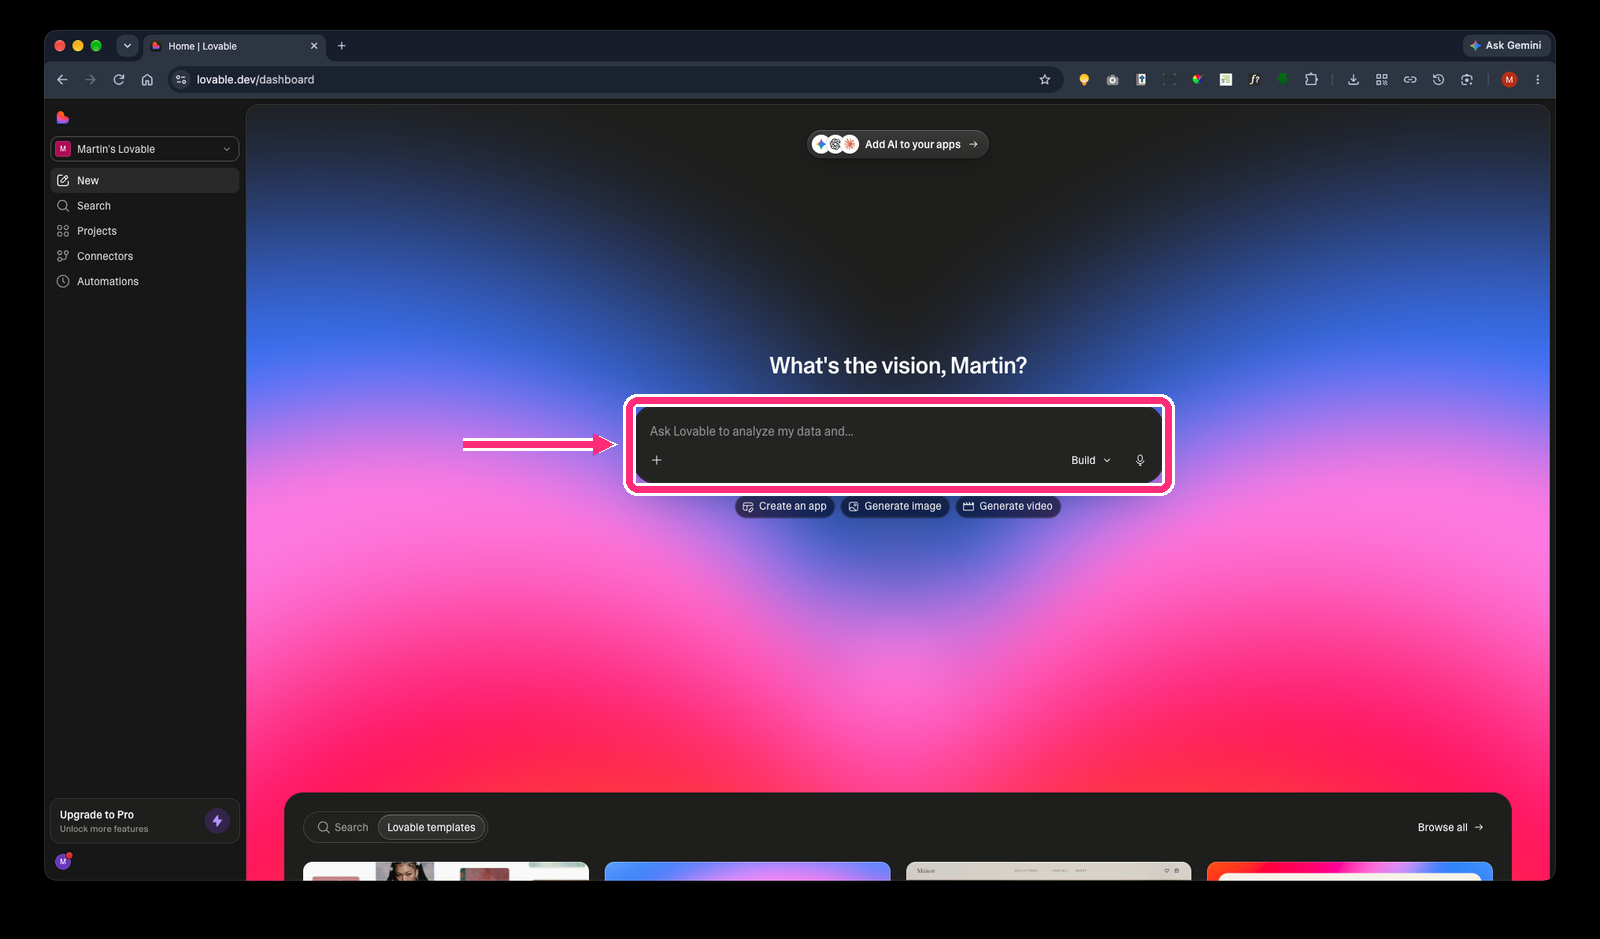 Home | Lovable
Ask Gemini
lovable.dev/dashboard
M
M
Martin's Lovable
New
Search
Projects
Connectors
Automations
Add AI to your apps
What's the vision, Martin?
Ask Lovable to analyze my data and...
Build
Create an app
Generate image
Generate video
Upgrade to Pro
Unlock more features
M
Search
Lovable templates
Browse all
Maison